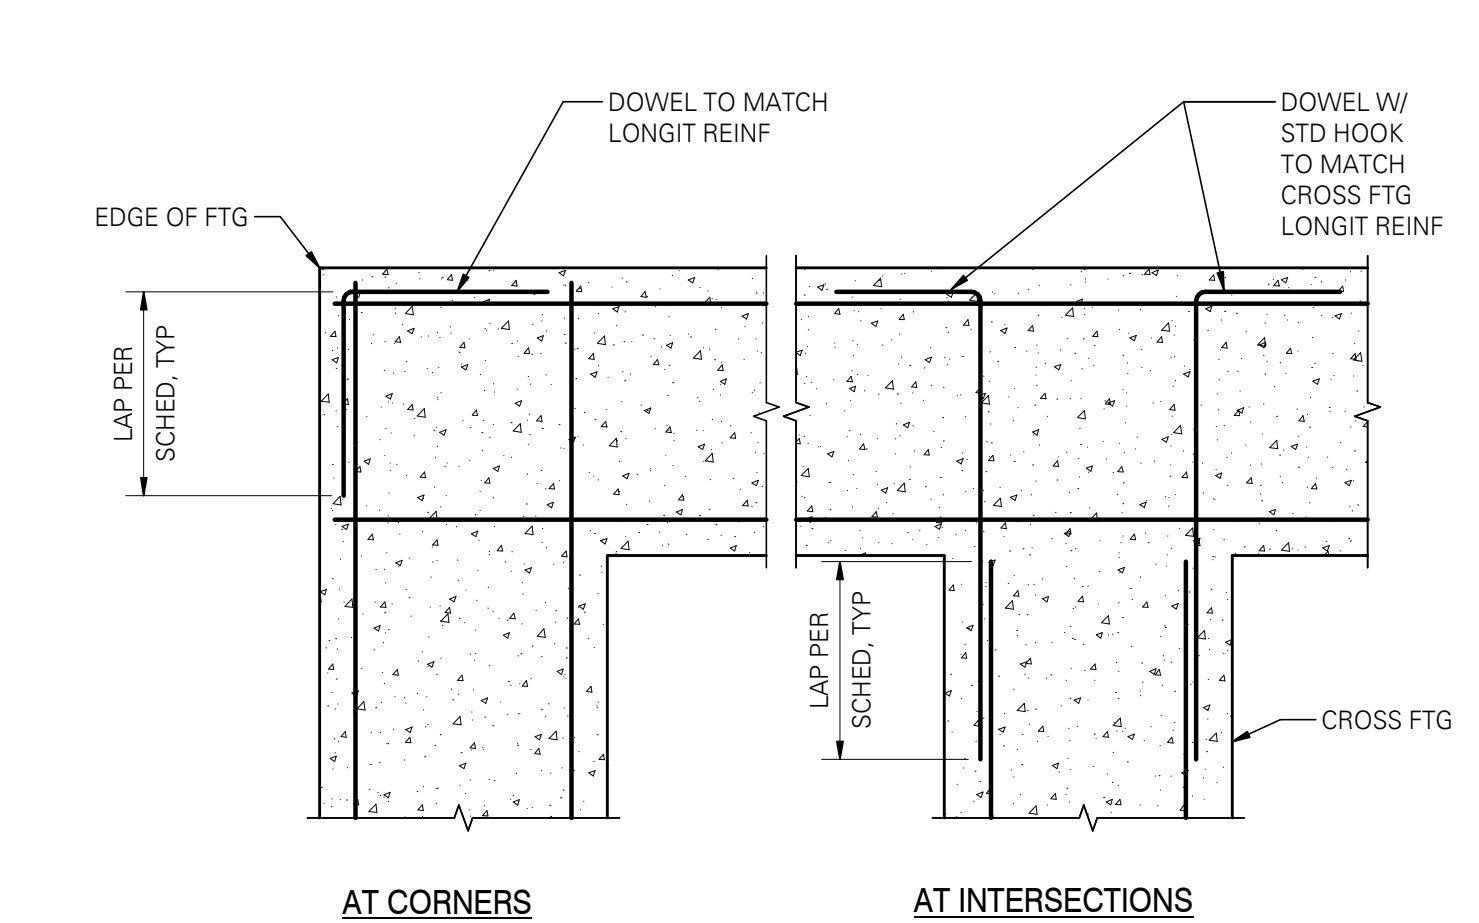 DOWEL TO MATCH
LONGIT REINF
EDGE OF FTG
LAP PER
SCHED, TYP
AT CORNERS
DOWEL W/
STD HOOK
TO MATCH
CROSS FTG
LONGIT REINF
LAP PER
SCHED, TYP
CROSS FTG
AT INTERSECTIONS